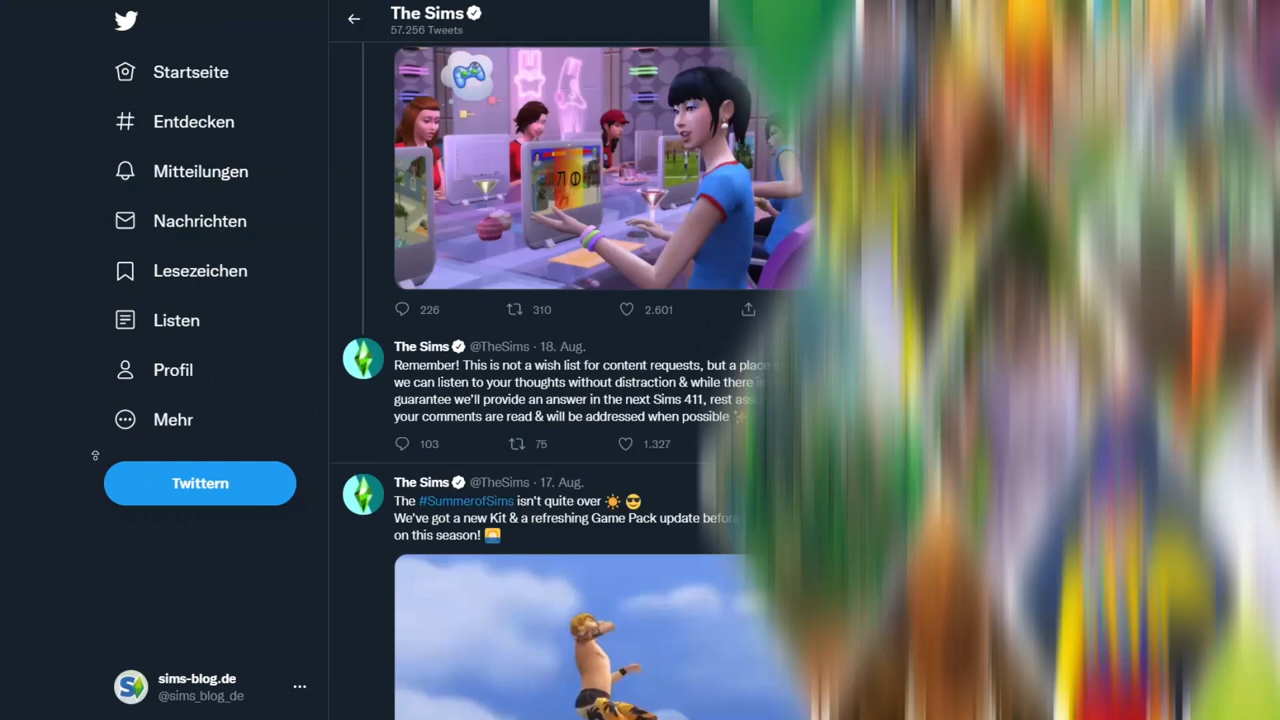 The Sims
57.256 Tweets
Startseite
Entdecken
Mitteilungen
Nachrichten
Lesezeichen
Listen
Profil
Mehr
Twittern
sims-blog.de
@sims_blog_de
226 310 2.601
The Sims @TheSims · 18. Aug.
Remember! This is not a wish list for content requests, but a place
we can listen to your thoughts without distraction & while there
guarantee we'll provide an answer in the next Sims 411, rest
your comments are read & will be addressed when possible
103 75 1.327
The Sims @TheSims · 17. Aug.
The #SummerofSims isn't quite over ☀️ 😎
We've got a new Kit & a refreshing Game Pack update before
on this season! 🌅